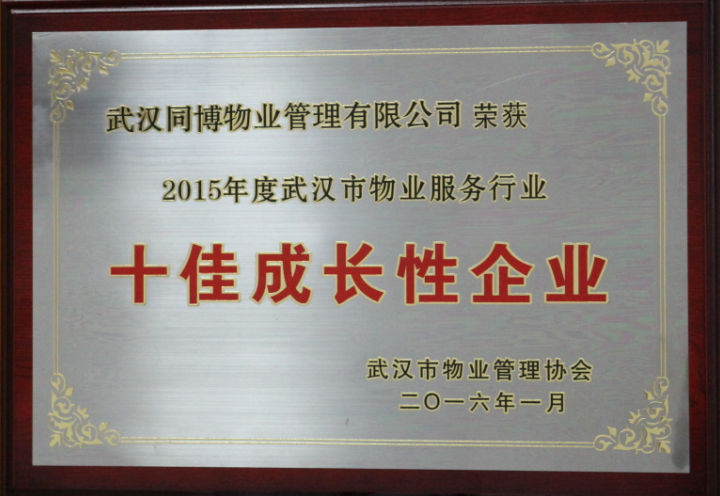 武汉同博物业管理有限公司 荣获
2015年度武汉市物业服务行业
十佳成长性企业
武汉市物业管理协会
二〇一六年一月